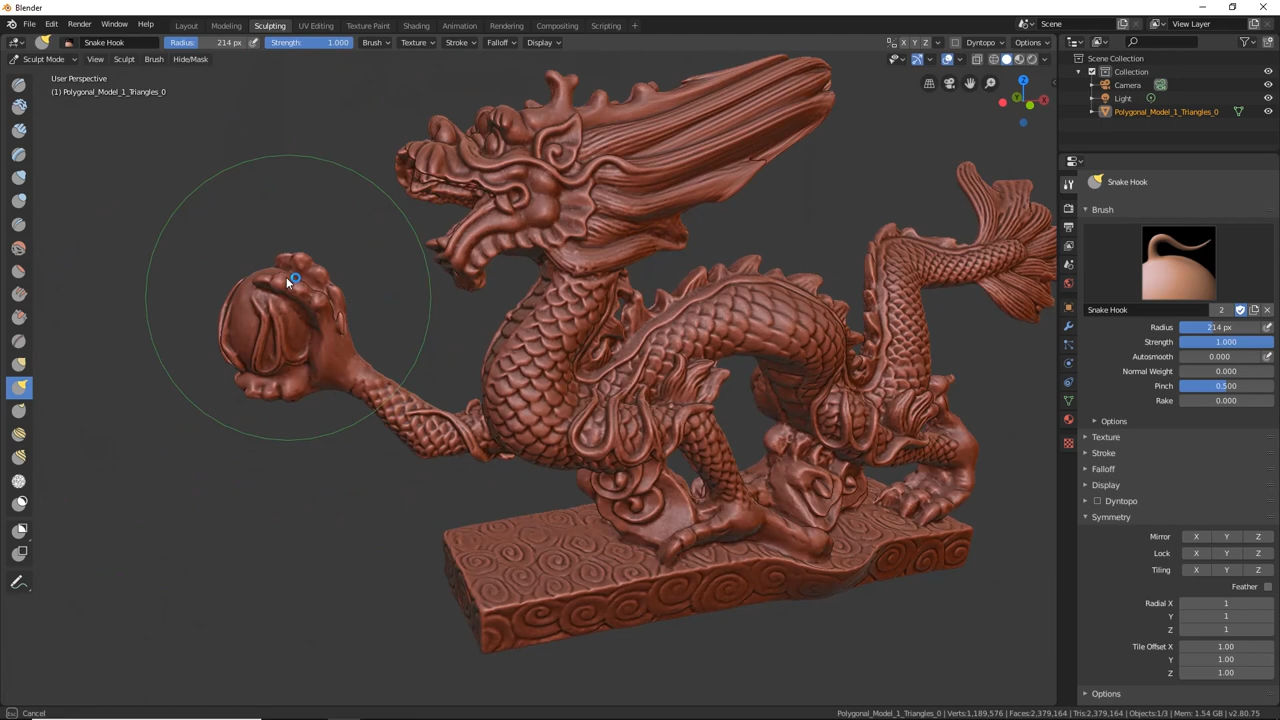 Blender
File Edit Render Window Help Layout Modeling Sculpting UV Editing Texture Paint Shading Animation Rendering Compositing Scripting + Scene View Layer
Snake Hook Radius: 214 px Strength: 1.000 Brush Texture Stroke Falloff Display X Y Z Dyntopo Options
Sculpt Mode View Sculpt Brush Hide/Mask
User Perspective
(1) Polygonal_Model_1_Triangles_0
Z
Y X
Scene Collection
Collection
Camera
Light
Polygonal_Model_1_Triangles_0
Snake Hook
Brush
Snake Hook 2
Radius 214 px
Strength 1.000
Autosmooth 0.000
Normal Weight 0.000
Pinch 0.500
Rake 0.000
Options
Texture
Stroke
Falloff
Display
Dyntopo
Symmetry
Mirror X Y Z
Lock X Y Z
Tiling X Y Z
Feather
Radial X 1
Y 1
Z 1
Tile Offset X 1.00
Y 1.00
Z 1.00
Options
Cancel
Polygonal_Model_1_Triangles_0 | Verts:1,189,576 | Faces:2,379,164 | Tris:2,379,164 | Objects:1/3 | Mem: 1.54 GB | v2.80.75